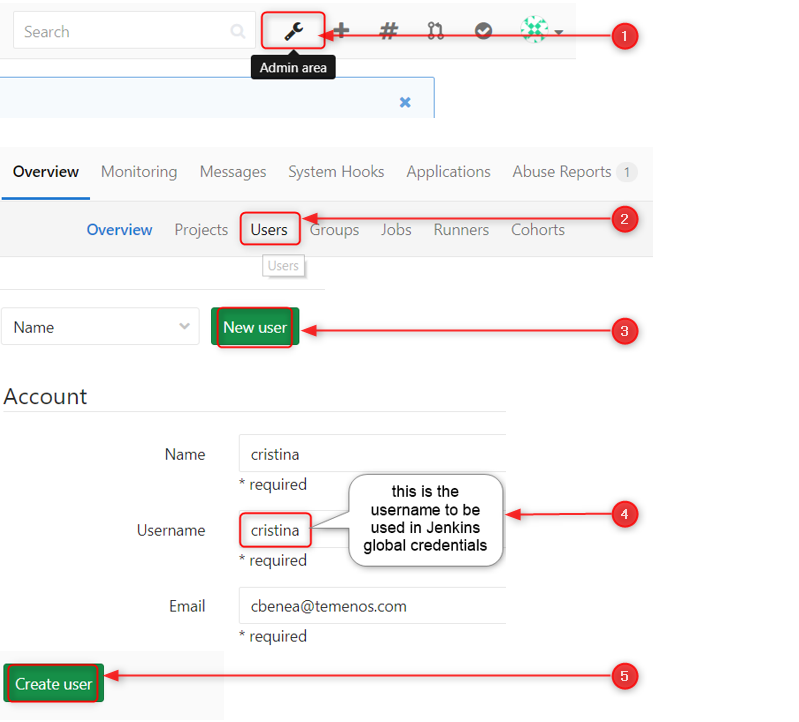 Search
1
Admin area
Overview Monitoring Messages System Hooks Applications Abuse Reports 1
Overview Projects Users Groups Jobs Runners Cohorts
2
Users
Name
New user
3
Account
Name
cristina
* required
Username
cristina
* required
this is the
username to be
used in Jenkins
global credentials
4
Email
cbenea@temenos.com
* required
Create user
5